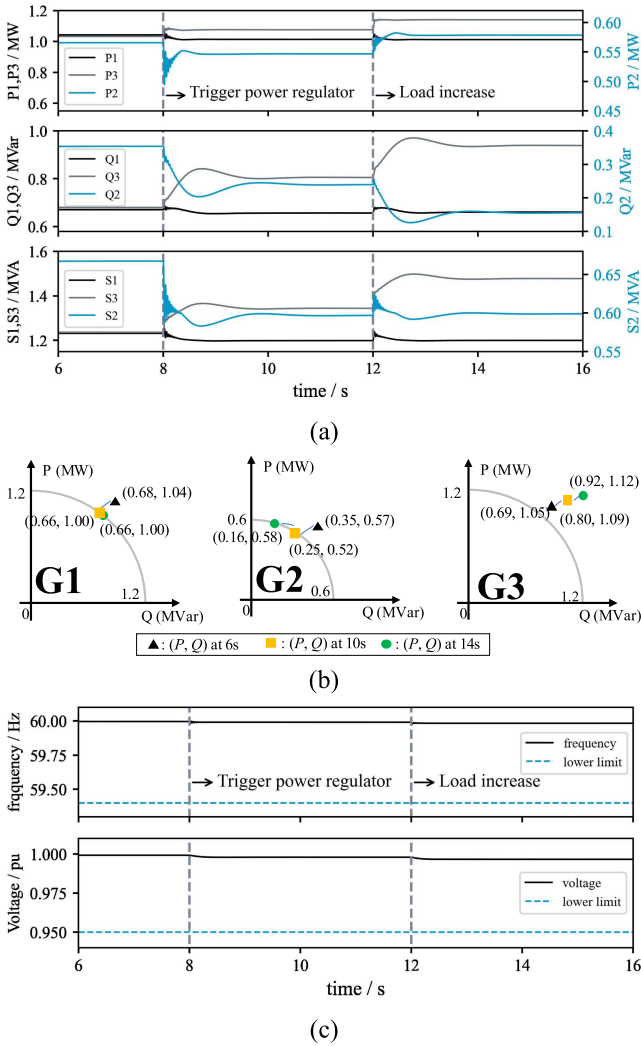 1.2
1.0
0.8
0.6
P1,P3 / MW
P1
P3
P2
Trigger power regulator
Load increase
0.60
0.55
0.50
0.45
P2 / MW
1.0
0.8
0.6
Q1,Q3 / MVar
Q1
Q3
Q2
0.4
0.3
0.2
0.1
Q2 / MVar
1.6
1.4
1.2
S1,S3 / MVA
S1
S3
S2
0.65
0.60
0.55
S2 / MVA
6 8 10 12 14 16
time / s
(a)
P (MW)
1.2
(0.68, 1.04)
(0.66, 1.00)
(0.66, 1.00)
G1
1.2
0
Q (MVar)
P (MW)
0.6
(0.35, 0.57)
(0.16, 0.58)
(0.25, 0.52)
G2
0.6
0
Q (MVar)
P (MW)
1.2
(0.92, 1.12)
(0.69, 1.05)
(0.80, 1.09)
G3
1.2
0
Q (MVar)
: (P, Q) at 6s : (P, Q) at 10s : (P, Q) at 14s
(b)
60.00
59.75
59.50
frqquency / Hz
Trigger power regulator
Load increase
frequency
lower limit
1.000
0.975
0.950
Voltage / pu
voltage
lower limit
6 8 10 12 14 16
time / s
(c)